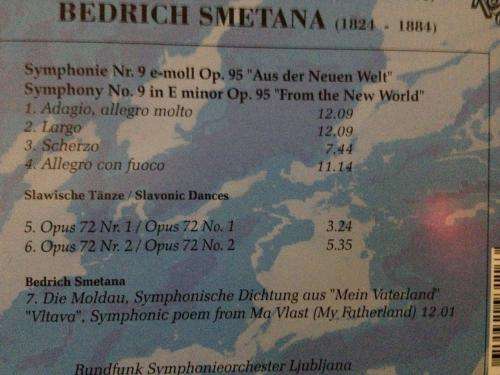 BEDRICH SMETANA (1824 - 1884)
Symphonie Nr. 9 e-moll Op. 95 "Aus der Neuen Welt"
Symphony No. 9 in E minor Op. 95 "From the New World"
1. Adagio, allegro molto 12.09
2. Largo 12.09
3. Scherzo 7.44
4. Allegro con fuoco 11.14
Slawische Tänze / Slavonic Dances
5. Opus 72 Nr. 1 / Opus 72 No. 1 3.24
6. Opus 72 Nr. 2 / Opus 72 No. 2 5.35
Bedrich Smetana
7. Die Moldau, Symphonische Dichtung aus "Mein Vaterland"
"Vltava", Symphonic poem from Ma Vlast (My Fatherland) 12.01
Rundfunk Symphonieorchester Ljubljana